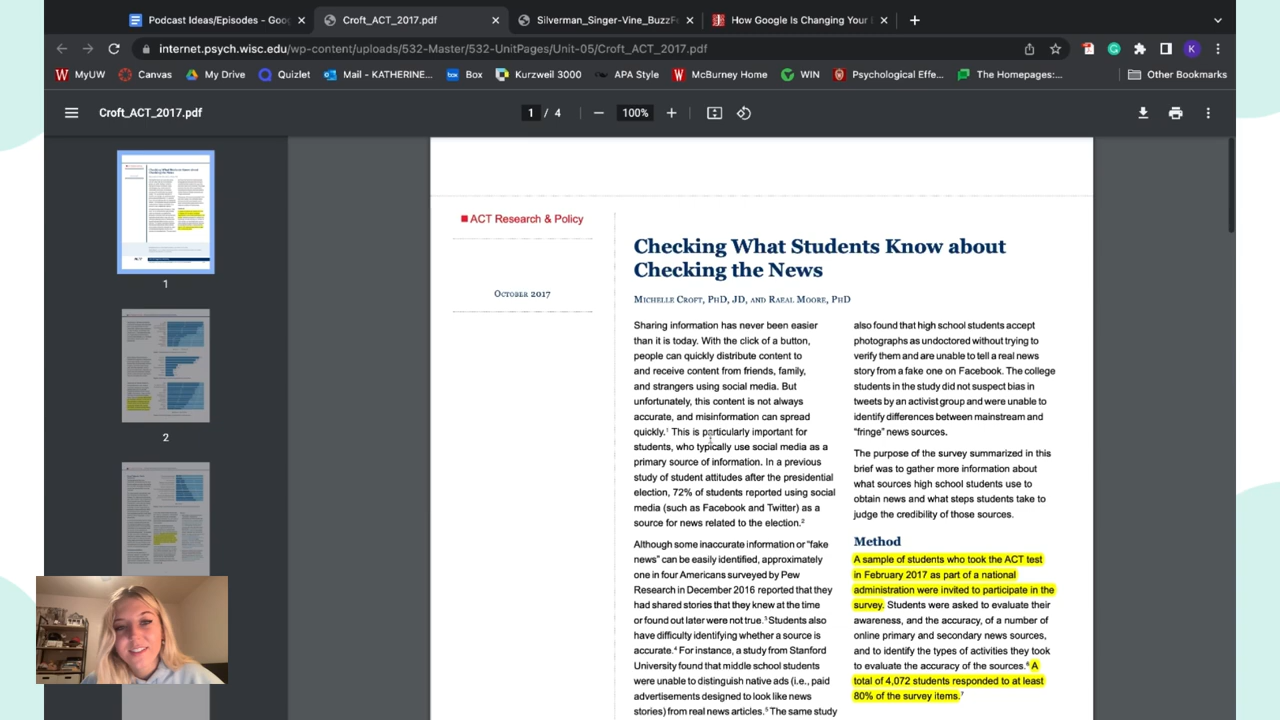 Podcast Ideas/Episodes - Goo
Croft_ACT_2017.pdf
Silverman_Singer-Vine_BuzzFe
How Google Is Changing Your
internet.psych.wisc.edu/wp-content/uploads/532-Master/532-UnitPages/Unit-05/Croft_ACT_2017.pdf
MyUW
Canvas
My Drive
Quizlet
Mail - KATHERINE...
Box
Kurzweil 3000
APA Style
McBurney Home
WIN
Psychological Effe...
The Homepages:...
Other Bookmarks
Croft_ACT_2017.pdf
1 / 4
100%
1
2
ACT Research & Policy
October 2017
Checking What Students Know about
Checking the News
Michelle Croft, PhD, JD, and Raeal Moore, PhD
Sharing information has never been easier
than it is today. With the click of a button,
people can quickly distribute content to
and receive content from friends, family,
and strangers using social media. But
unfortunately, this content is not always
accurate, and misinformation can spread
quickly.¹ This is particularly important for
students, who typically use social media as a
primary source of information. In a previous
study of student attitudes after the presidential
election, 72% of students reported using social
media (such as Facebook and Twitter) as a
source for news related to the election.²
Although some inaccurate information or “fake
news” can be easily identified, approximately
one in four Americans surveyed by Pew
Research in December 2016 reported that they
had shared stories that they knew at the time
or found out later were not true.³ Students also
have difficulty identifying whether a source is
accurate.⁴ For instance, a study from Stanford
University found that middle school students
were unable to distinguish native ads (i.e., paid
advertisements designed to look like news
stories) from real news articles.⁵ The same study
also found that high school students accept
photographs as undoctored without trying to
verify them and are unable to tell a real news
story from a fake one on Facebook. The college
students in the study did not suspect bias in
tweets by an activist group and were unable to
identify differences between mainstream and
“fringe” news sources.
The purpose of the survey summarized in this
brief was to gather more information about
what sources high school students use to
obtain news and what steps students take to
judge the credibility of those sources.
Method
A sample of students who took the ACT test
in February 2017 as part of a national
administration were invited to participate in the
survey. Students were asked to evaluate their
awareness, and the accuracy, of a number of
online primary and secondary news sources,
and to identify the types of activities they took
to evaluate the accuracy of the sources.⁶ A
total of 4,072 students responded to at least
80% of the survey items.⁷